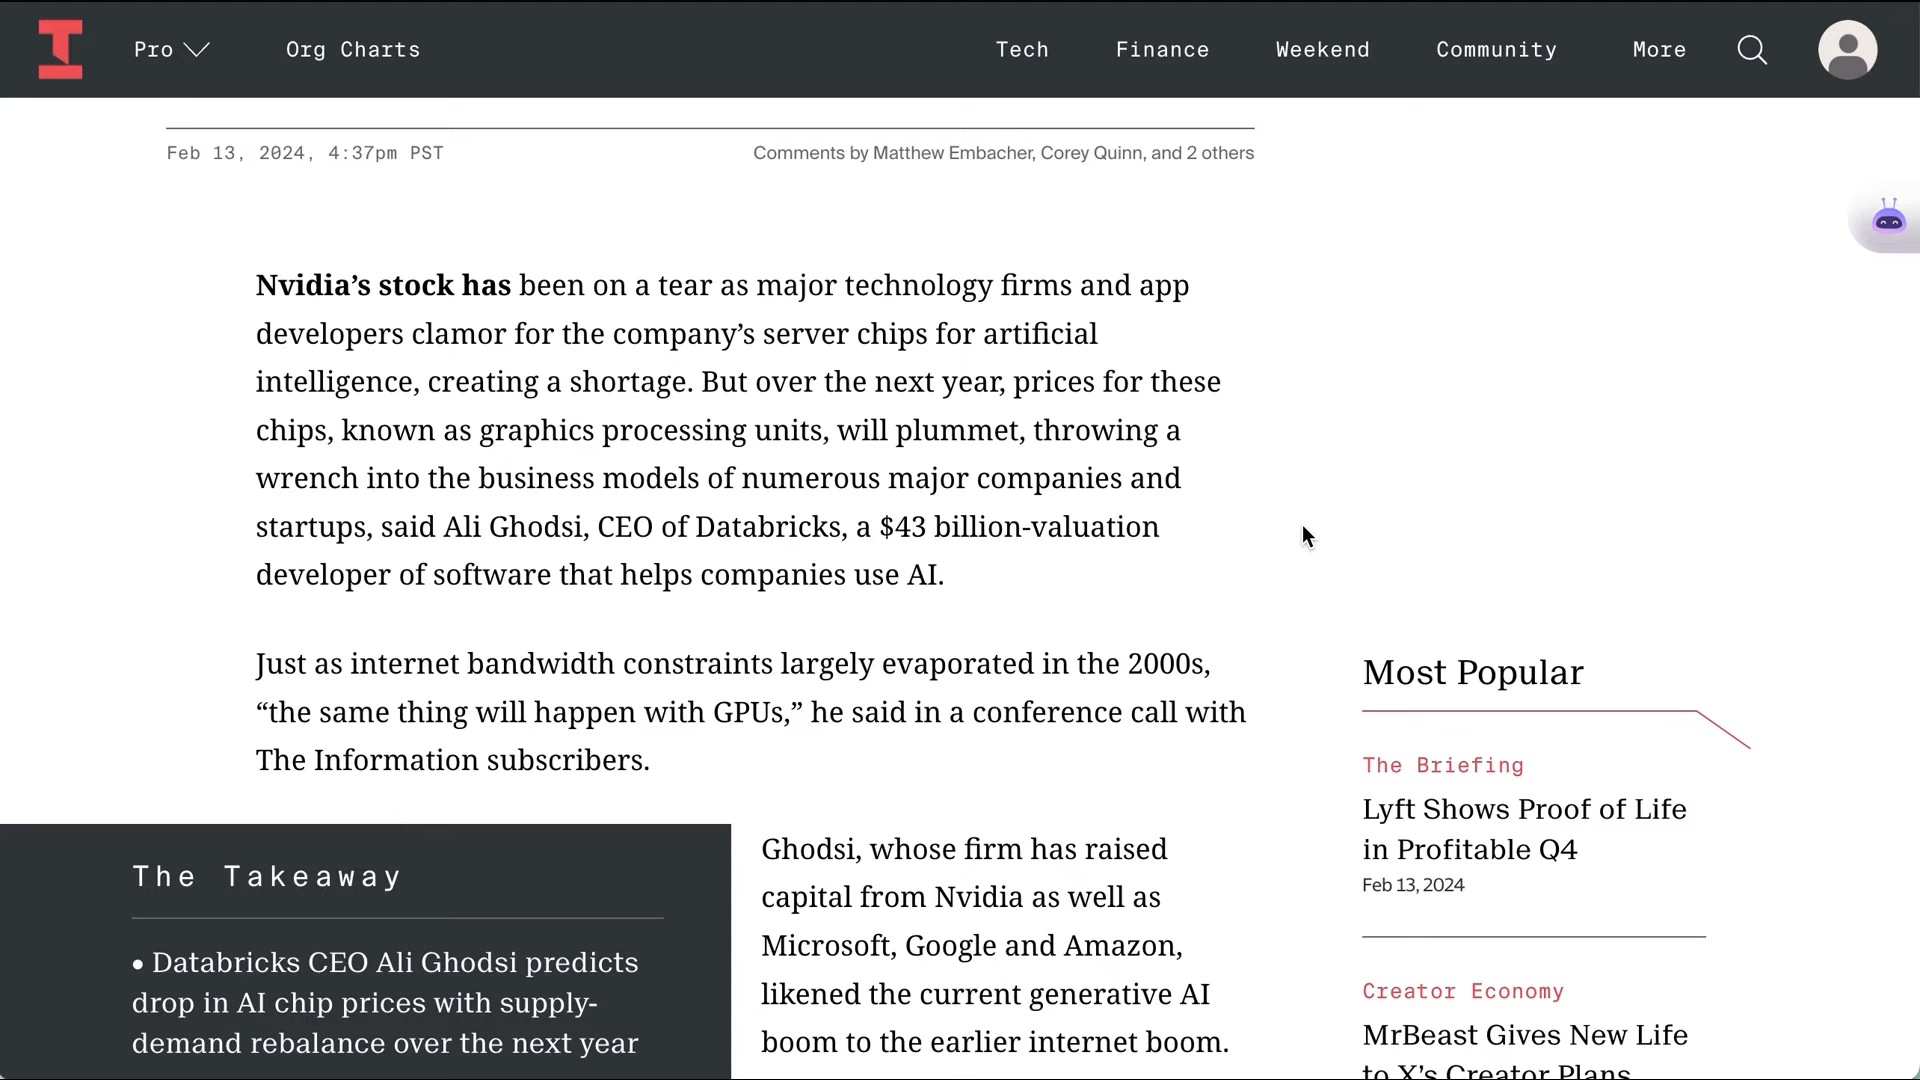 Pro
Org Charts
Tech
Finance
Weekend
Community
More
Feb 13, 2024, 4:37pm PST
Comments by Matthew Embacher, Corey Quinn, and 2 others
Nvidia’s stock has been on a tear as major technology firms and app
developers clamor for the company’s server chips for artificial
intelligence, creating a shortage. But over the next year, prices for these
chips, known as graphics processing units, will plummet, throwing a
wrench into the business models of numerous major companies and
startups, said Ali Ghodsi, CEO of Databricks, a $43 billion-valuation
developer of software that helps companies use AI.
Just as internet bandwidth constraints largely evaporated in the 2000s,
“the same thing will happen with GPUs,” he said in a conference call with
The Information subscribers.
The Takeaway
• Databricks CEO Ali Ghodsi predicts
drop in AI chip prices with supply-
demand rebalance over the next year
Ghodsi, whose firm has raised
capital from Nvidia as well as
Microsoft, Google and Amazon,
likened the current generative AI
boom to the earlier internet boom.
Most Popular
The Briefing
Lyft Shows Proof of Life
in Profitable Q4
Feb 13, 2024
Creator Economy
MrBeast Gives New Life
to X’s Creator Plans